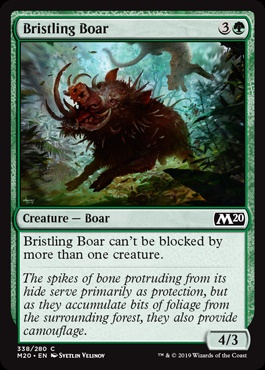 Bristling Boar 3
Creature — Boar M20
Bristling Boar can't be blocked by
more than one creature.
The spikes of bone protruding from its
hide serve primarily as protection, but
as they accumulate bits of foliage from
the surrounding forest, they also provide
camouflage.
4/3
338/280 C
M20 • EN Svetlin Velinov ™ & © 2019 Wizards of the Coast